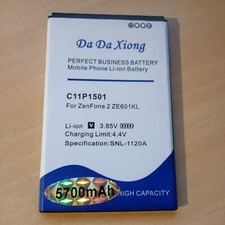 Da Da Xiong
PERFECT BUSINESS BATTERY
Mobile Phone Li-ion Battery
C11P1501
For ZenFone 2 ZE601KL
Li-ion V 3.85V
Charging Limit:4.4V
Specification:SNL-1120A
5700mAh
HIGH CAPACITY